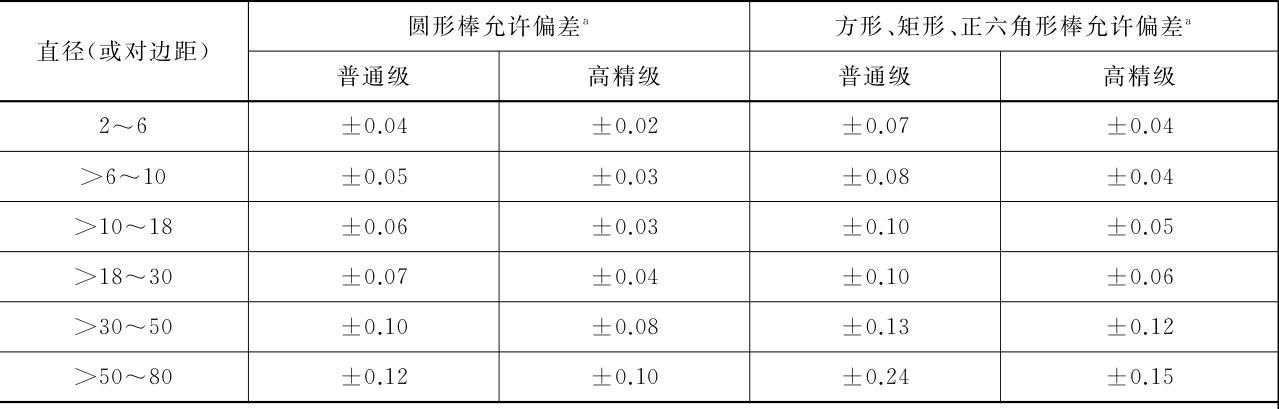 直径(或对边距) 圆形棒允许偏差ᵃ 方形、矩形、正六角形棒允许偏差ᵃ
普通级 高精级 普通级 高精级
2～6 ±0.04 ±0.02 ±0.07 ±0.04
>6～10 ±0.05 ±0.03 ±0.08 ±0.04
>10～18 ±0.06 ±0.03 ±0.10 ±0.05
>18～30 ±0.07 ±0.04 ±0.10 ±0.06
>30～50 ±0.10 ±0.08 ±0.13 ±0.12
>50～80 ±0.12 ±0.10 ±0.24 ±0.15